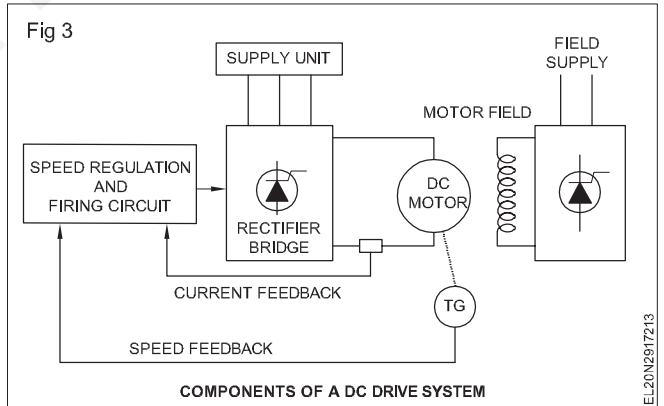 Fig 3
SUPPLY UNIT
FIELD
SUPPLY
MOTOR FIELD
SPEED REGULATION
AND
FIRING CIRCUIT
RECTIFIER
BRIDGE
DC
MOTOR
CURRENT FEEDBACK
TG
SPEED FEEDBACK
COMPONENTS OF A DC DRIVE SYSTEM
EL20N2917213